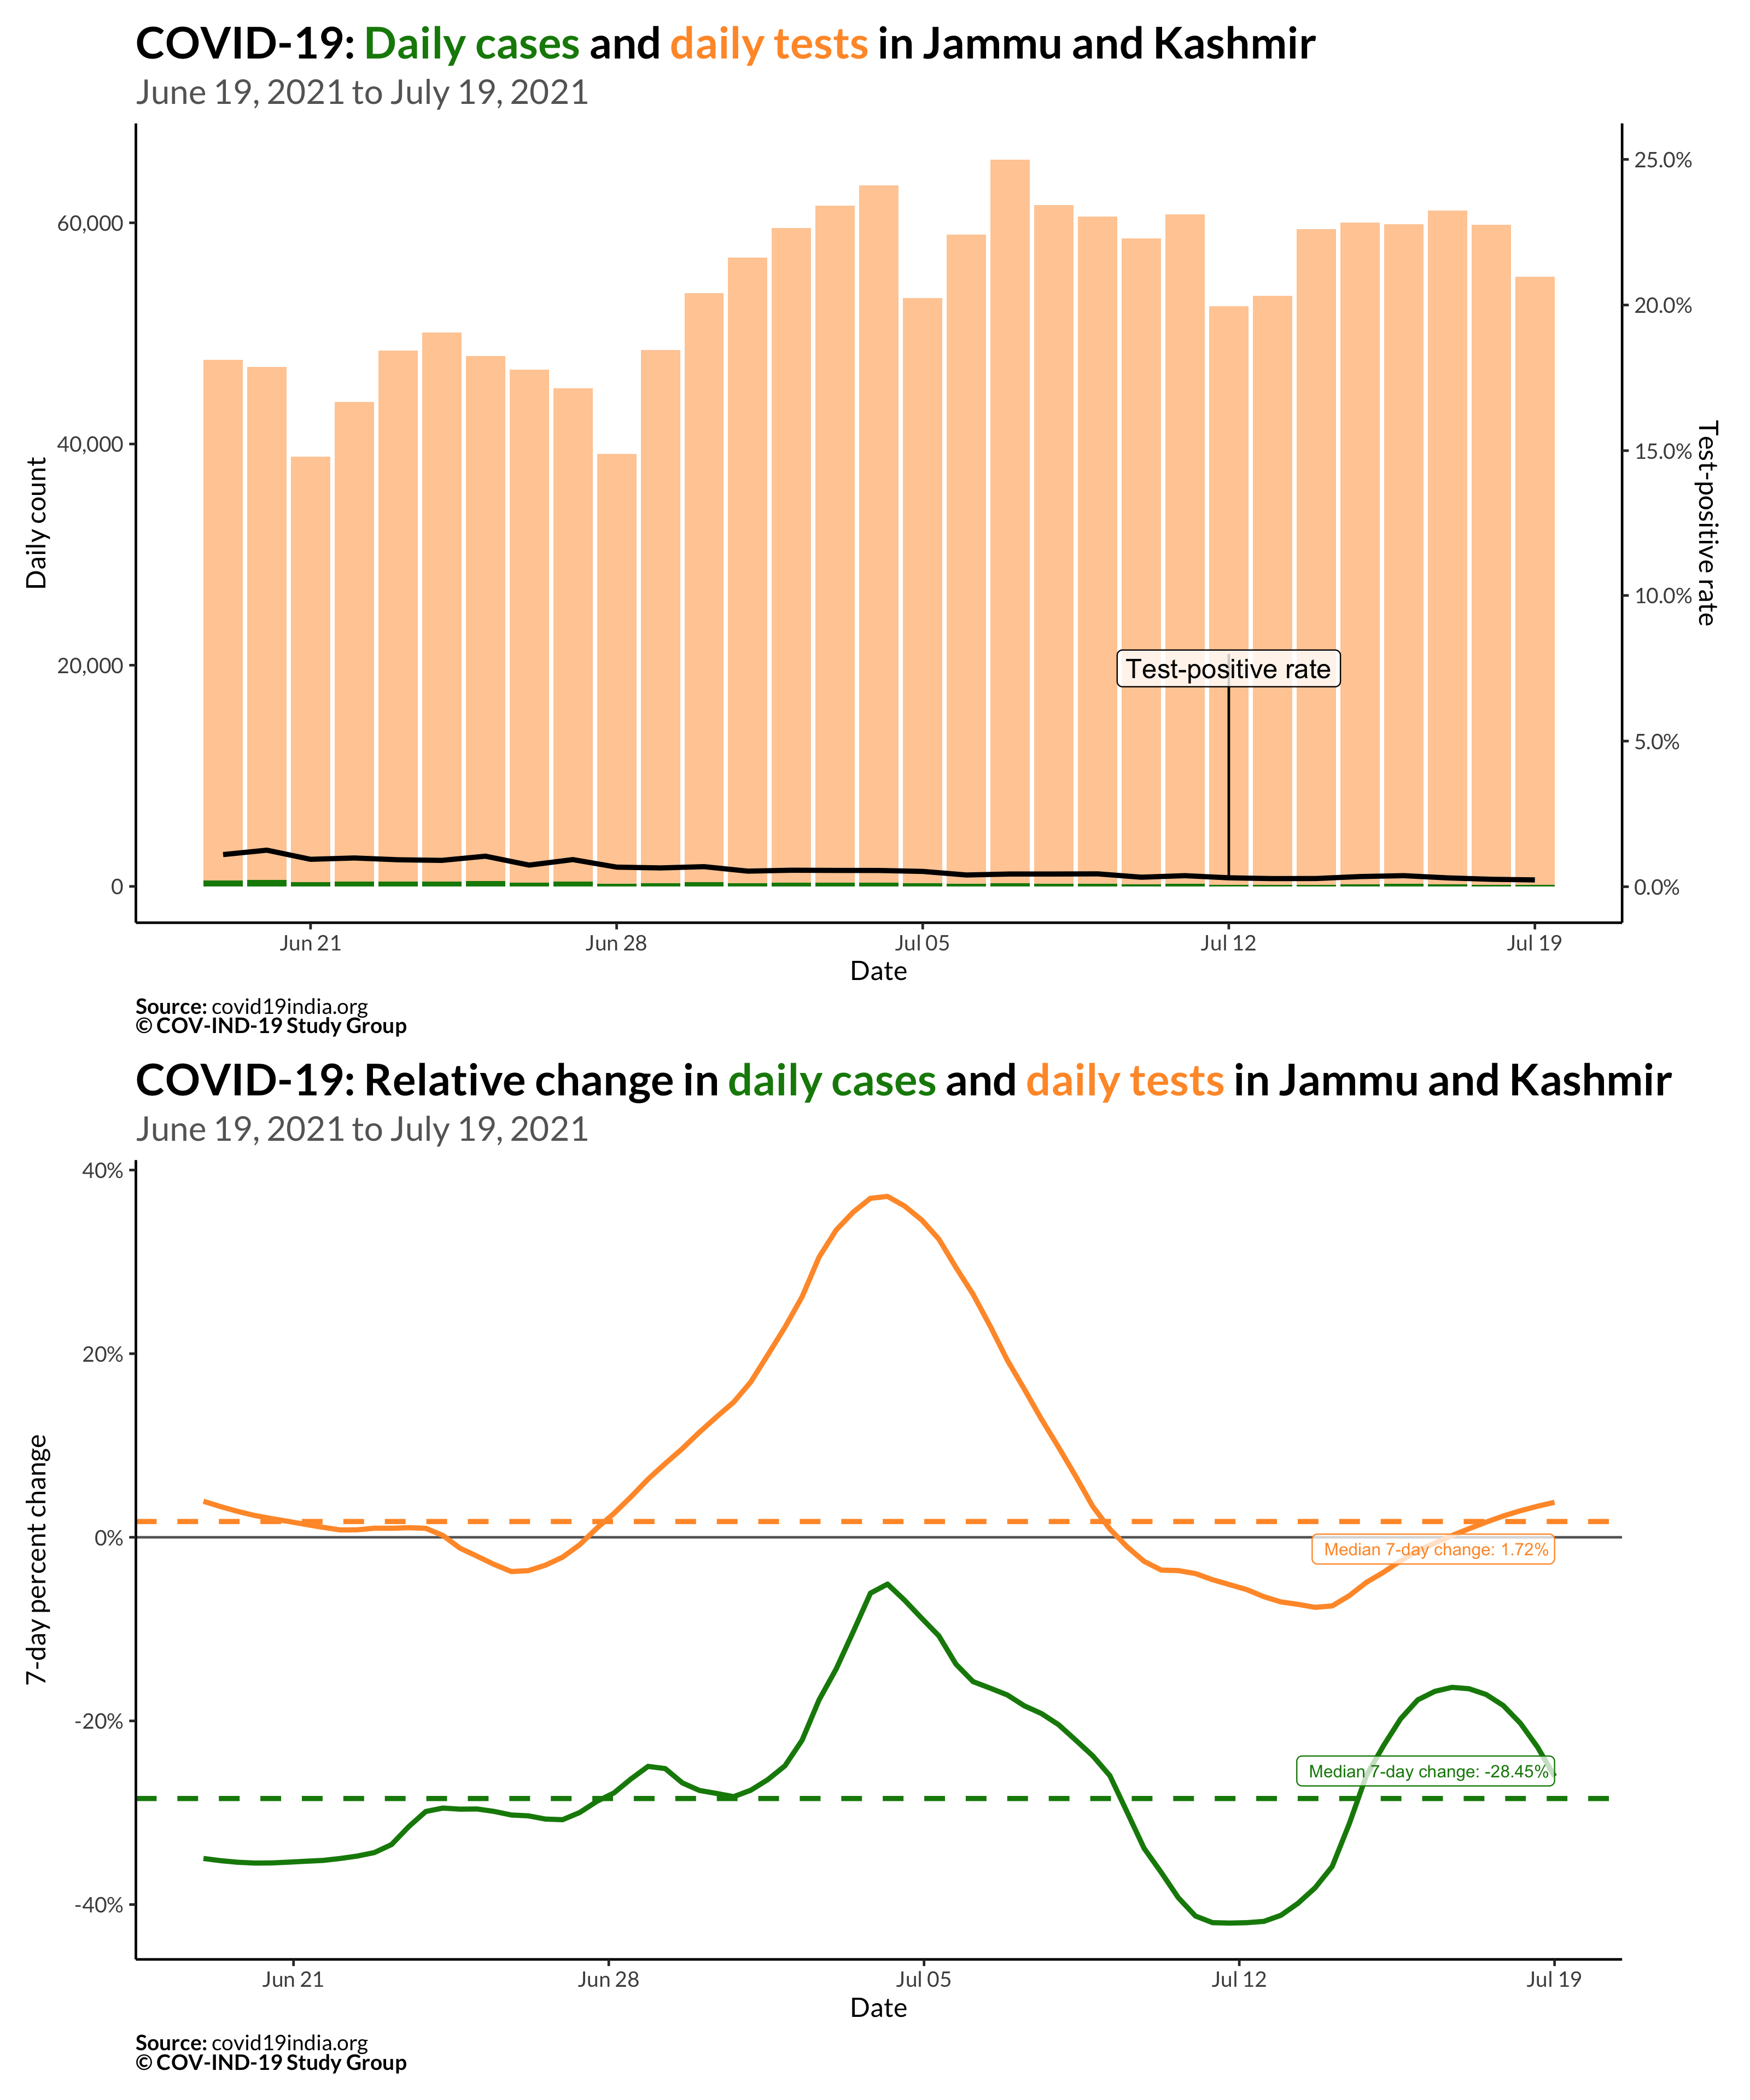 COVID-19: Daily cases and daily tests in Jammu and Kashmir
June 19, 2021 to July 19, 2021
60,000
40,000
20,000
0
Daily count
25.0%
20.0%
15.0%
10.0%
5.0%
0.0%
Test-positive rate
Test-positive rate
Jun 21
Jun 28
Jul 05
Jul 12
Jul 19
Date
Source: covid19india.org
© COV-IND-19 Study Group
COVID-19: Relative change in daily cases and daily tests in Jammu and Kashmir
June 19, 2021 to July 19, 2021
40%
20%
0%
-20%
-40%
7-day percent change
Median 7-day change: 1.72%
Median 7-day change: -28.45%
Jun 21
Jun 28
Jul 05
Jul 12
Jul 19
Date
Source: covid19india.org
© COV-IND-19 Study Group